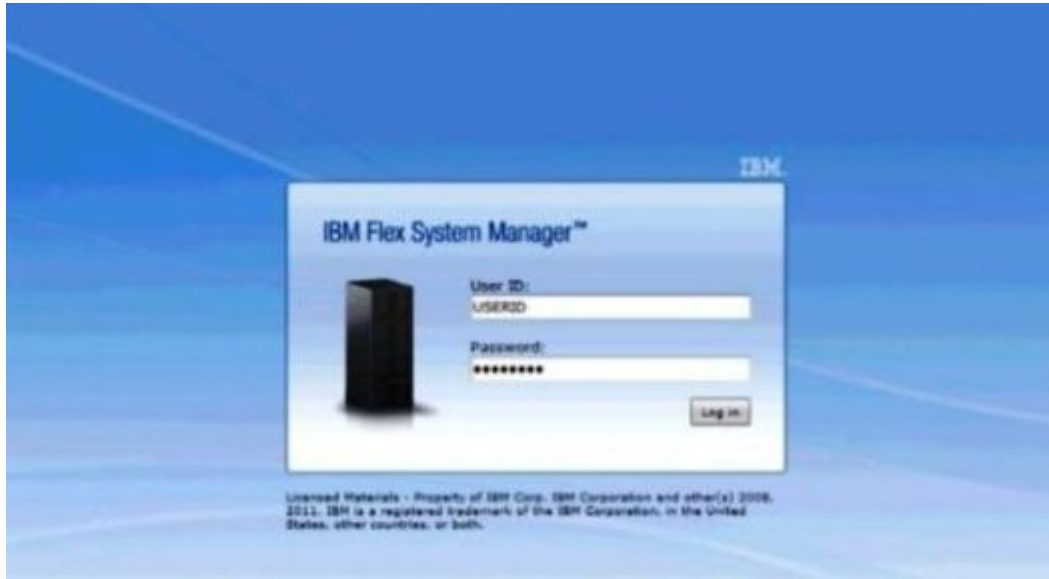 IBM.
IBM Flex System Manager™
User ID:
USERID
Password:
••••••••
Log in
Licensed Materials - Property of IBM Corp. IBM Corporation and other(s) 2009,
2011. IBM is a registered trademark of the IBM Corporation, in the United
States, other countries, or both.